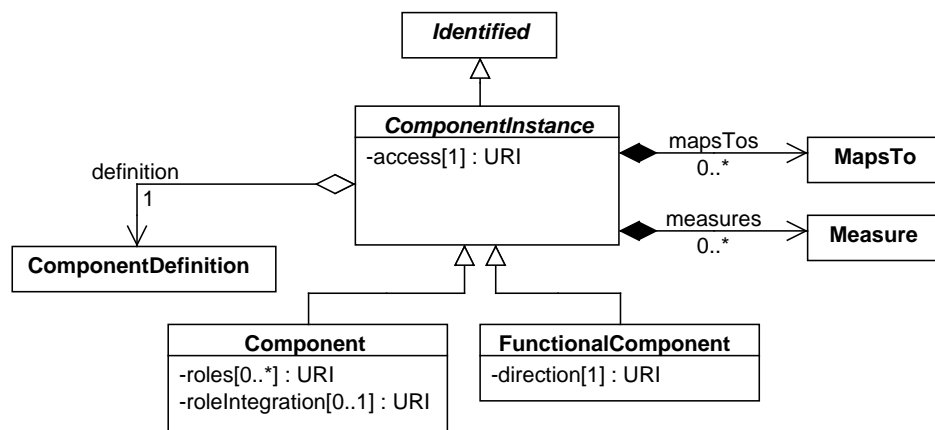 Identified
ComponentInstance
-access[1] : URI
mapsTos
0..*
MapsTo
definition
1
measures
0..*
Measure
ComponentDefinition
Component
-roles[0..*] : URI
-roleIntegration[0..1] : URI
FunctionalComponent
-direction[1] : URI